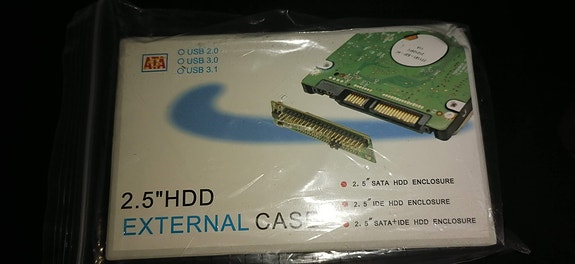 ATA
USB 2.0
USB 3.0
USB 3.1
2.5"HDD
EXTERNAL CASE
2.5" SATA HDD ENCLOSURE
2.5" IDE HDD ENCLOSURE
2.5" SATA+IDE HDD ENCLOSURE